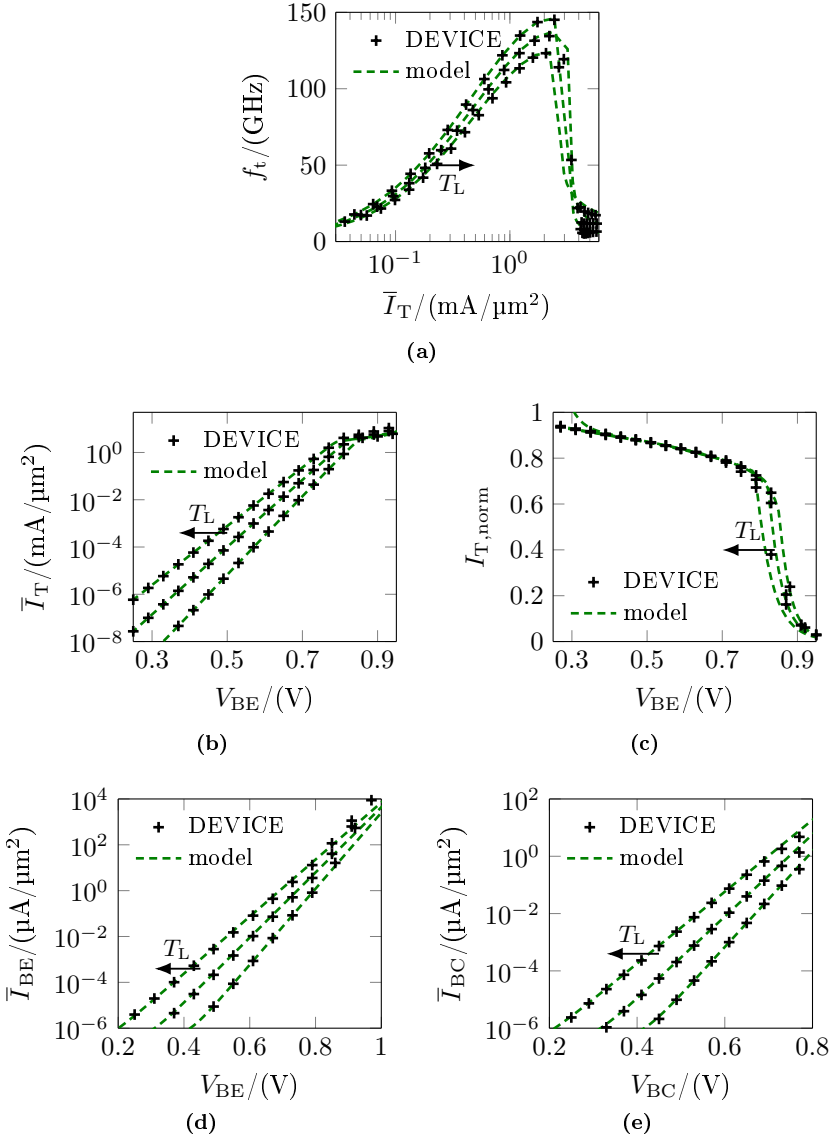 150
100
50
0
f_t/(GHz)
DEVICE
model
T_L
10^−1
10^0
I̅_T/(mA/µm²)
(a)
10^0
10^−2
10^−4
10^−6
10^−8
I̅_T/(mA/µm²)
DEVICE
model
T_L
0.3
0.5
0.7
0.9
V_BE/(V)
(b)
1
0.8
0.6
0.4
0.2
0
I_T,norm
T_L
DEVICE
model
0.3
0.5
0.7
0.9
V_BE/(V)
(c)
10^4
10^2
10^0
10^−2
10^−4
10^−6
I̅_BE/(µA/µm²)
DEVICE
model
T_L
0.2
0.4
0.6
0.8
1
V_BE/(V)
(d)
10^2
10^0
10^−2
10^−4
10^−6
I̅_BC/(µA/µm²)
DEVICE
model
T_L
0.2
0.4
0.6
0.8
V_BC/(V)
(e)